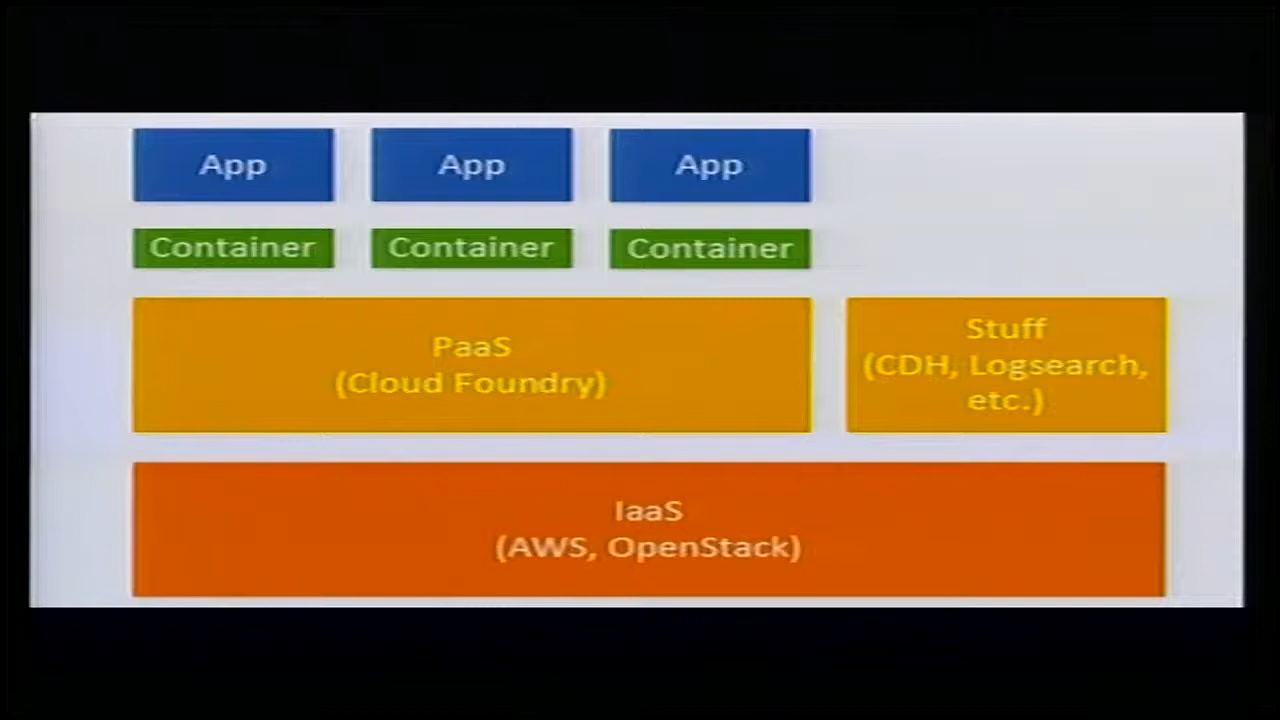 App
App
App
Container
Container
Container
PaaS
(Cloud Foundry)
Stuff
(CDH, Logsearch,
etc.)
IaaS
(AWS, OpenStack)